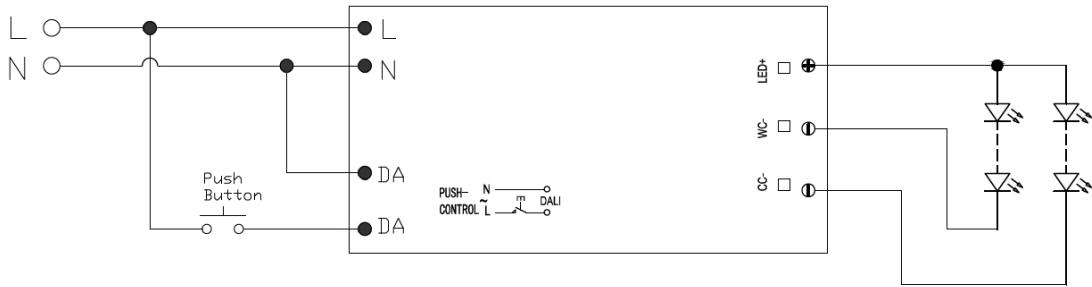 L
N
L
N
DA
DA
Push
Button
PUSH- N
CONTROL ~ L
DALI
LED+
WC-
CC-